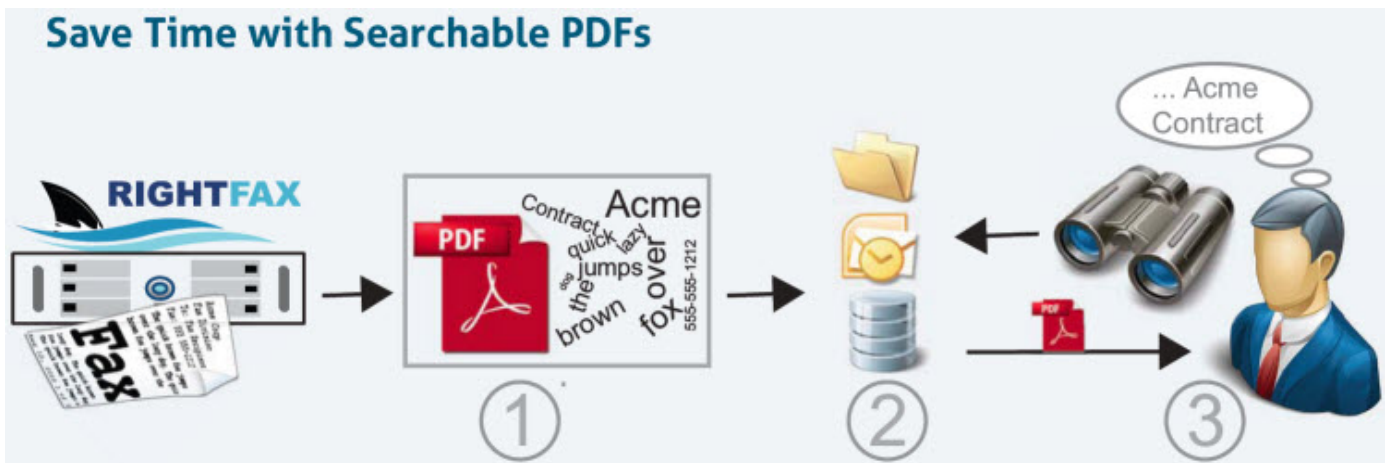 Save Time with Searchable PDFs
... Acme
Contract
RIGHTFAX
Fax
PDF
Contract
Acme
quick
lazy
dog
jumps
the
over
brown
fox
555-555-1212
PDF
1
2
3